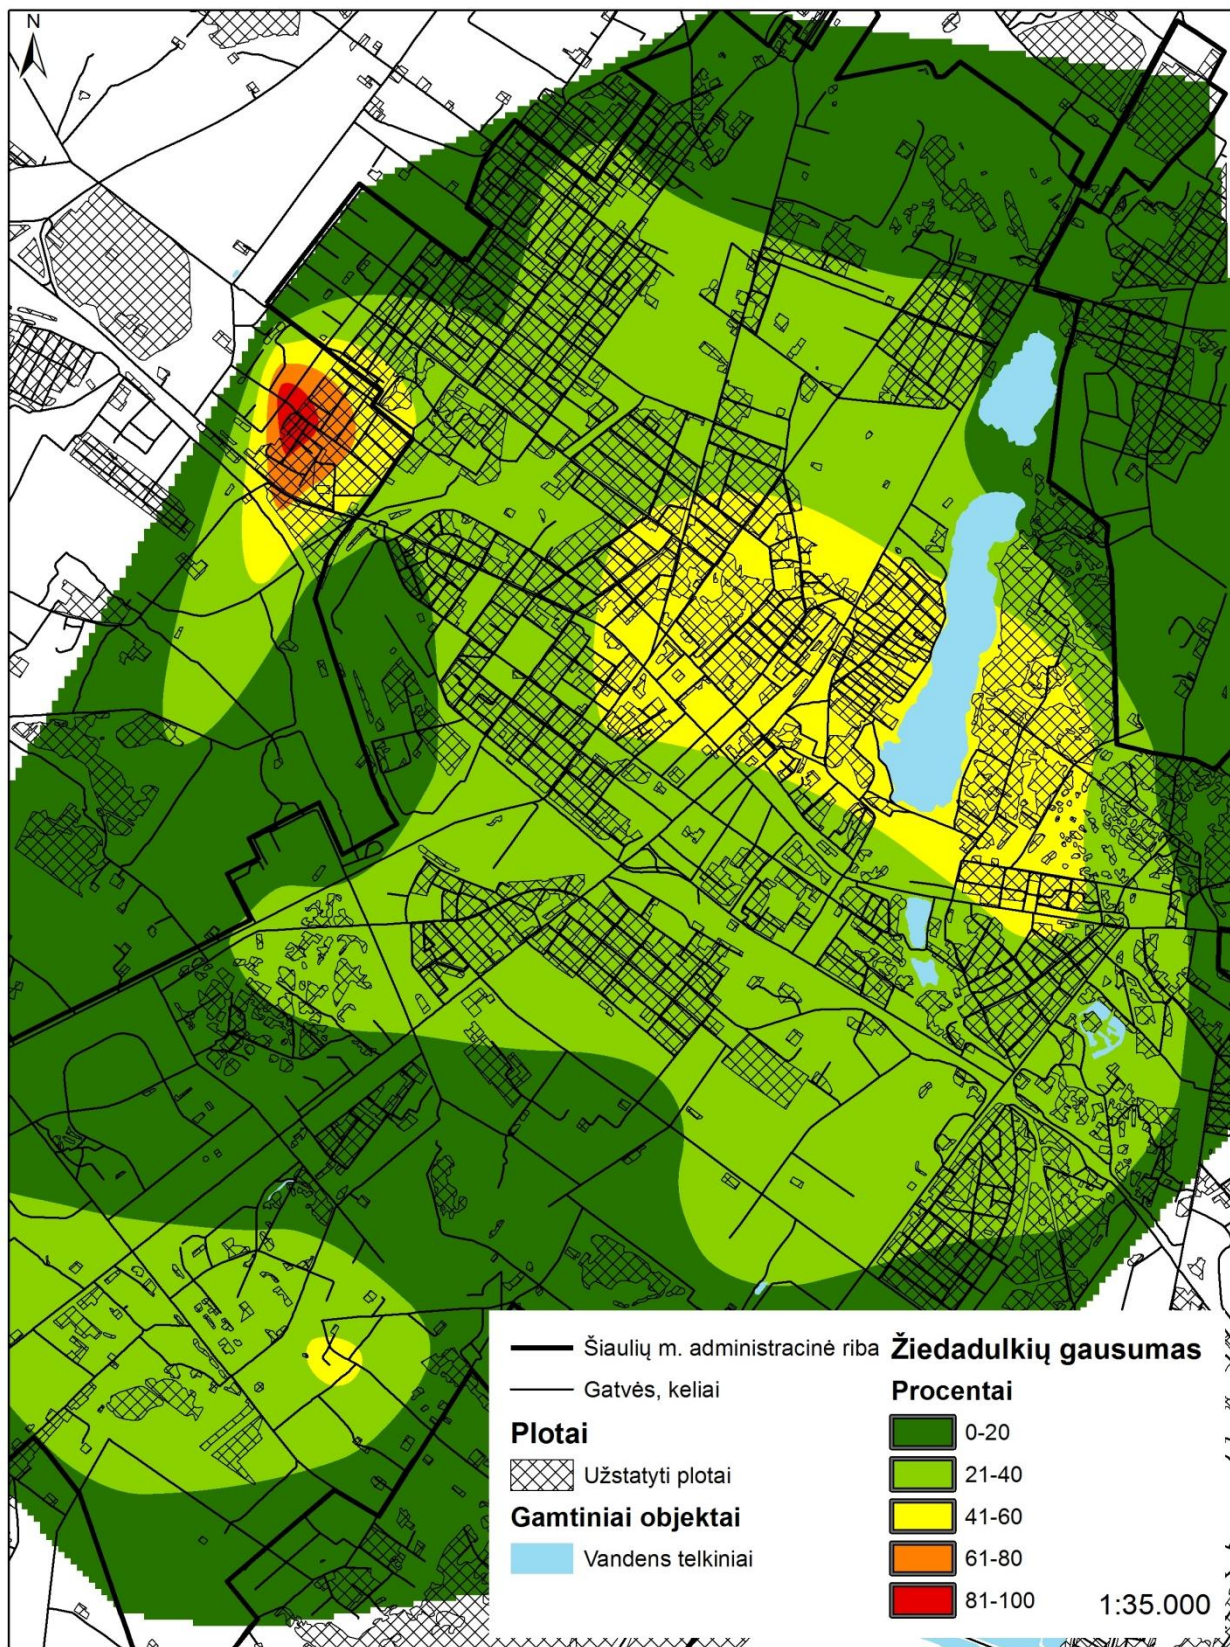 N
Šiaulių m. administracinė riba
Gatvės, keliai
Plotai
Užstatyti plotai
Gamtiniai objektai
Vandens telkiniai
Žiedadulkių gausumas
Procentai
0-20
21-40
41-60
61-80
81-100
1:35.000